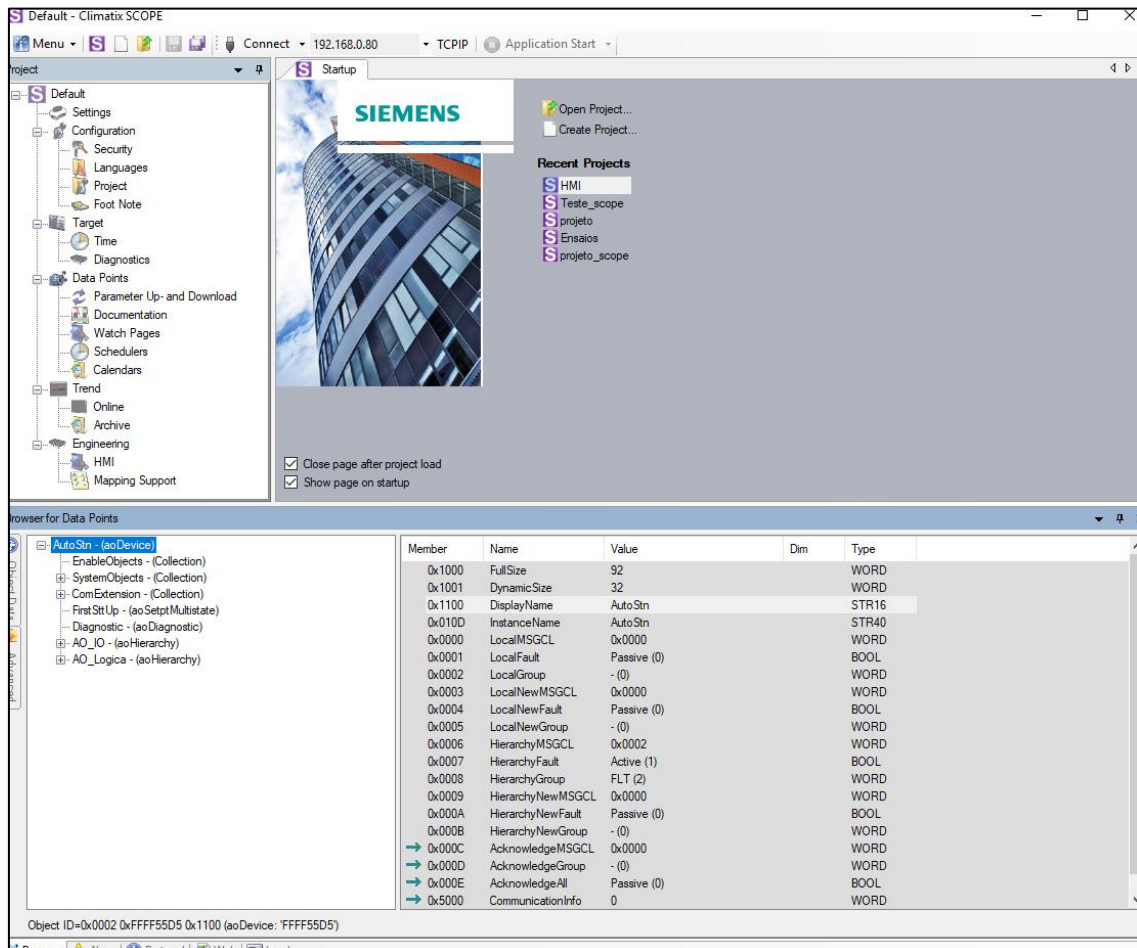 Default - Climatix SCOPE
Menu
Connect
192.168.0.80
TCPIP
Application Start
Project
Startup
Default
Settings
Configuration
Security
Languages
Project
Foot Note
Target
Time
Diagnostics
Data Points
Parameter Up- and Download
Documentation
Watch Pages
Schedulers
Calendars
Trend
Online
Archive
Engineering
HMI
Mapping Support
SIEMENS
Open Project...
Create Project...
Recent Projects
HMI
Teste_scope
projeto
Ensaios
projeto_scope
Close page after project load
Show page on startup
Browser for Data Points
Object Data
Advanced
AutoStn - (aoDevice)
EnableObjects - (Collection)
SystemObjects - (Collection)
ComExtension - (Collection)
FirstSttUp - (aoSetptMultistate)
Diagnostic - (aoDiagnostic)
AO_IO - (aoHierarchy)
AO_Logica - (aoHierarchy)
Member Name Value Dim Type
0x1000 FullSize 92 WORD
0x1001 DynamicSize 32 WORD
0x1100 DisplayName AutoStn STR16
0x010D InstanceName AutoStn STR40
0x0000 LocalMSGCL 0x0000 WORD
0x0001 LocalFault Passive (0) BOOL
0x0002 LocalGroup - (0) WORD
0x0003 LocalNewMSGCL 0x0000 WORD
0x0004 LocalNewFault Passive (0) BOOL
0x0005 LocalNewGroup - (0) WORD
0x0006 HierarchyMSGCL 0x0002 WORD
0x0007 HierarchyFault Active (1) BOOL
0x0008 HierarchyGroup FLT (2) WORD
0x0009 HierarchyNewMSGCL 0x0000 WORD
0x000A HierarchyNewFault Passive (0) BOOL
0x000B HierarchyNewGroup - (0) WORD
0x000C AcknowledgeMSGCL 0x0000 WORD
0x000D AcknowledgeGroup - (0) WORD
0x000E AcknowledgeAll Passive (0) BOOL
0x5000 CommunicationInfo 0 WORD
Object ID=0x0002 0xFFFF55D5 0x1100 (aoDevice: 'FFFF55D5')